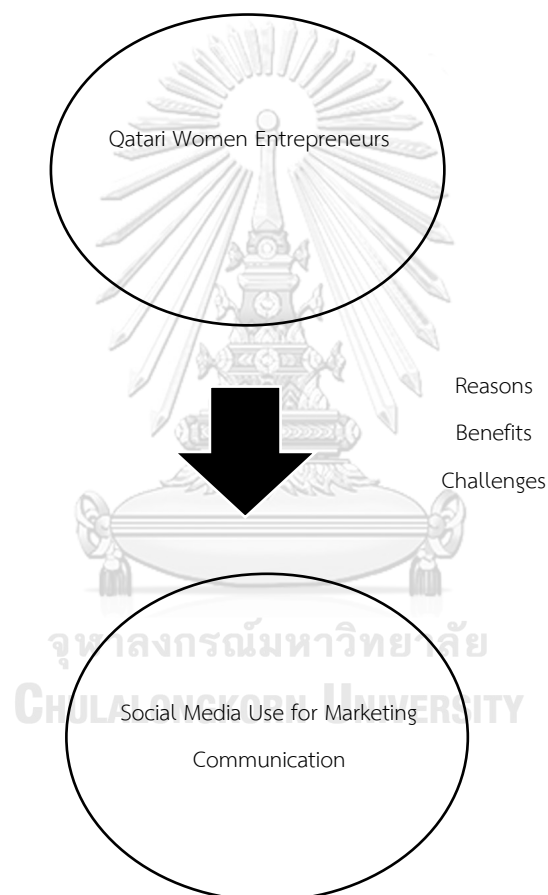 Qatari Women Entrepreneurs
Reasons
Benefits
Challenges
จุฬาลงกรณ์มหาวิทยาลัย
CHULALONGKORN UNIVERSITY
Social Media Use for Marketing
Communication